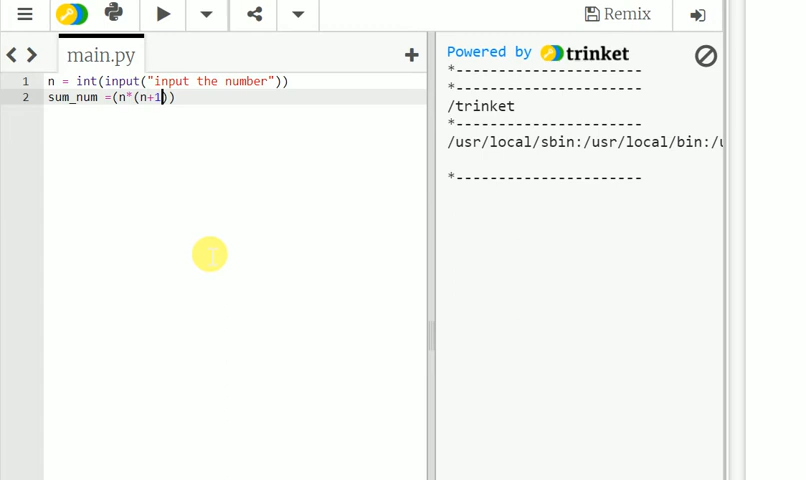 Remix
main.py
1 n = int(input("input the number"))
2 sum_num =(n*(n+1))
Powered by trinket
*----------------------
*----------------------
/trinket
*----------------------
/usr/local/sbin:/usr/local/bin:/u
*----------------------